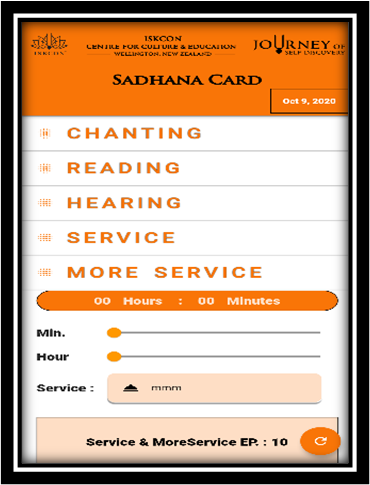 ISKCON
ISKCON
CENTRE FOR CULTURE & EDUCATION
WELLINGTON, NEW ZEALAND
JOURNEY OF
SELF DISCOVERY
SADHANA CARD
Oct 9, 2020
CHANTING
READING
HEARING
SERVICE
MORE SERVICE
00 Hours : 00 Minutes
Min.
Hour
Service : mmm
Service & MoreService EP. : 10